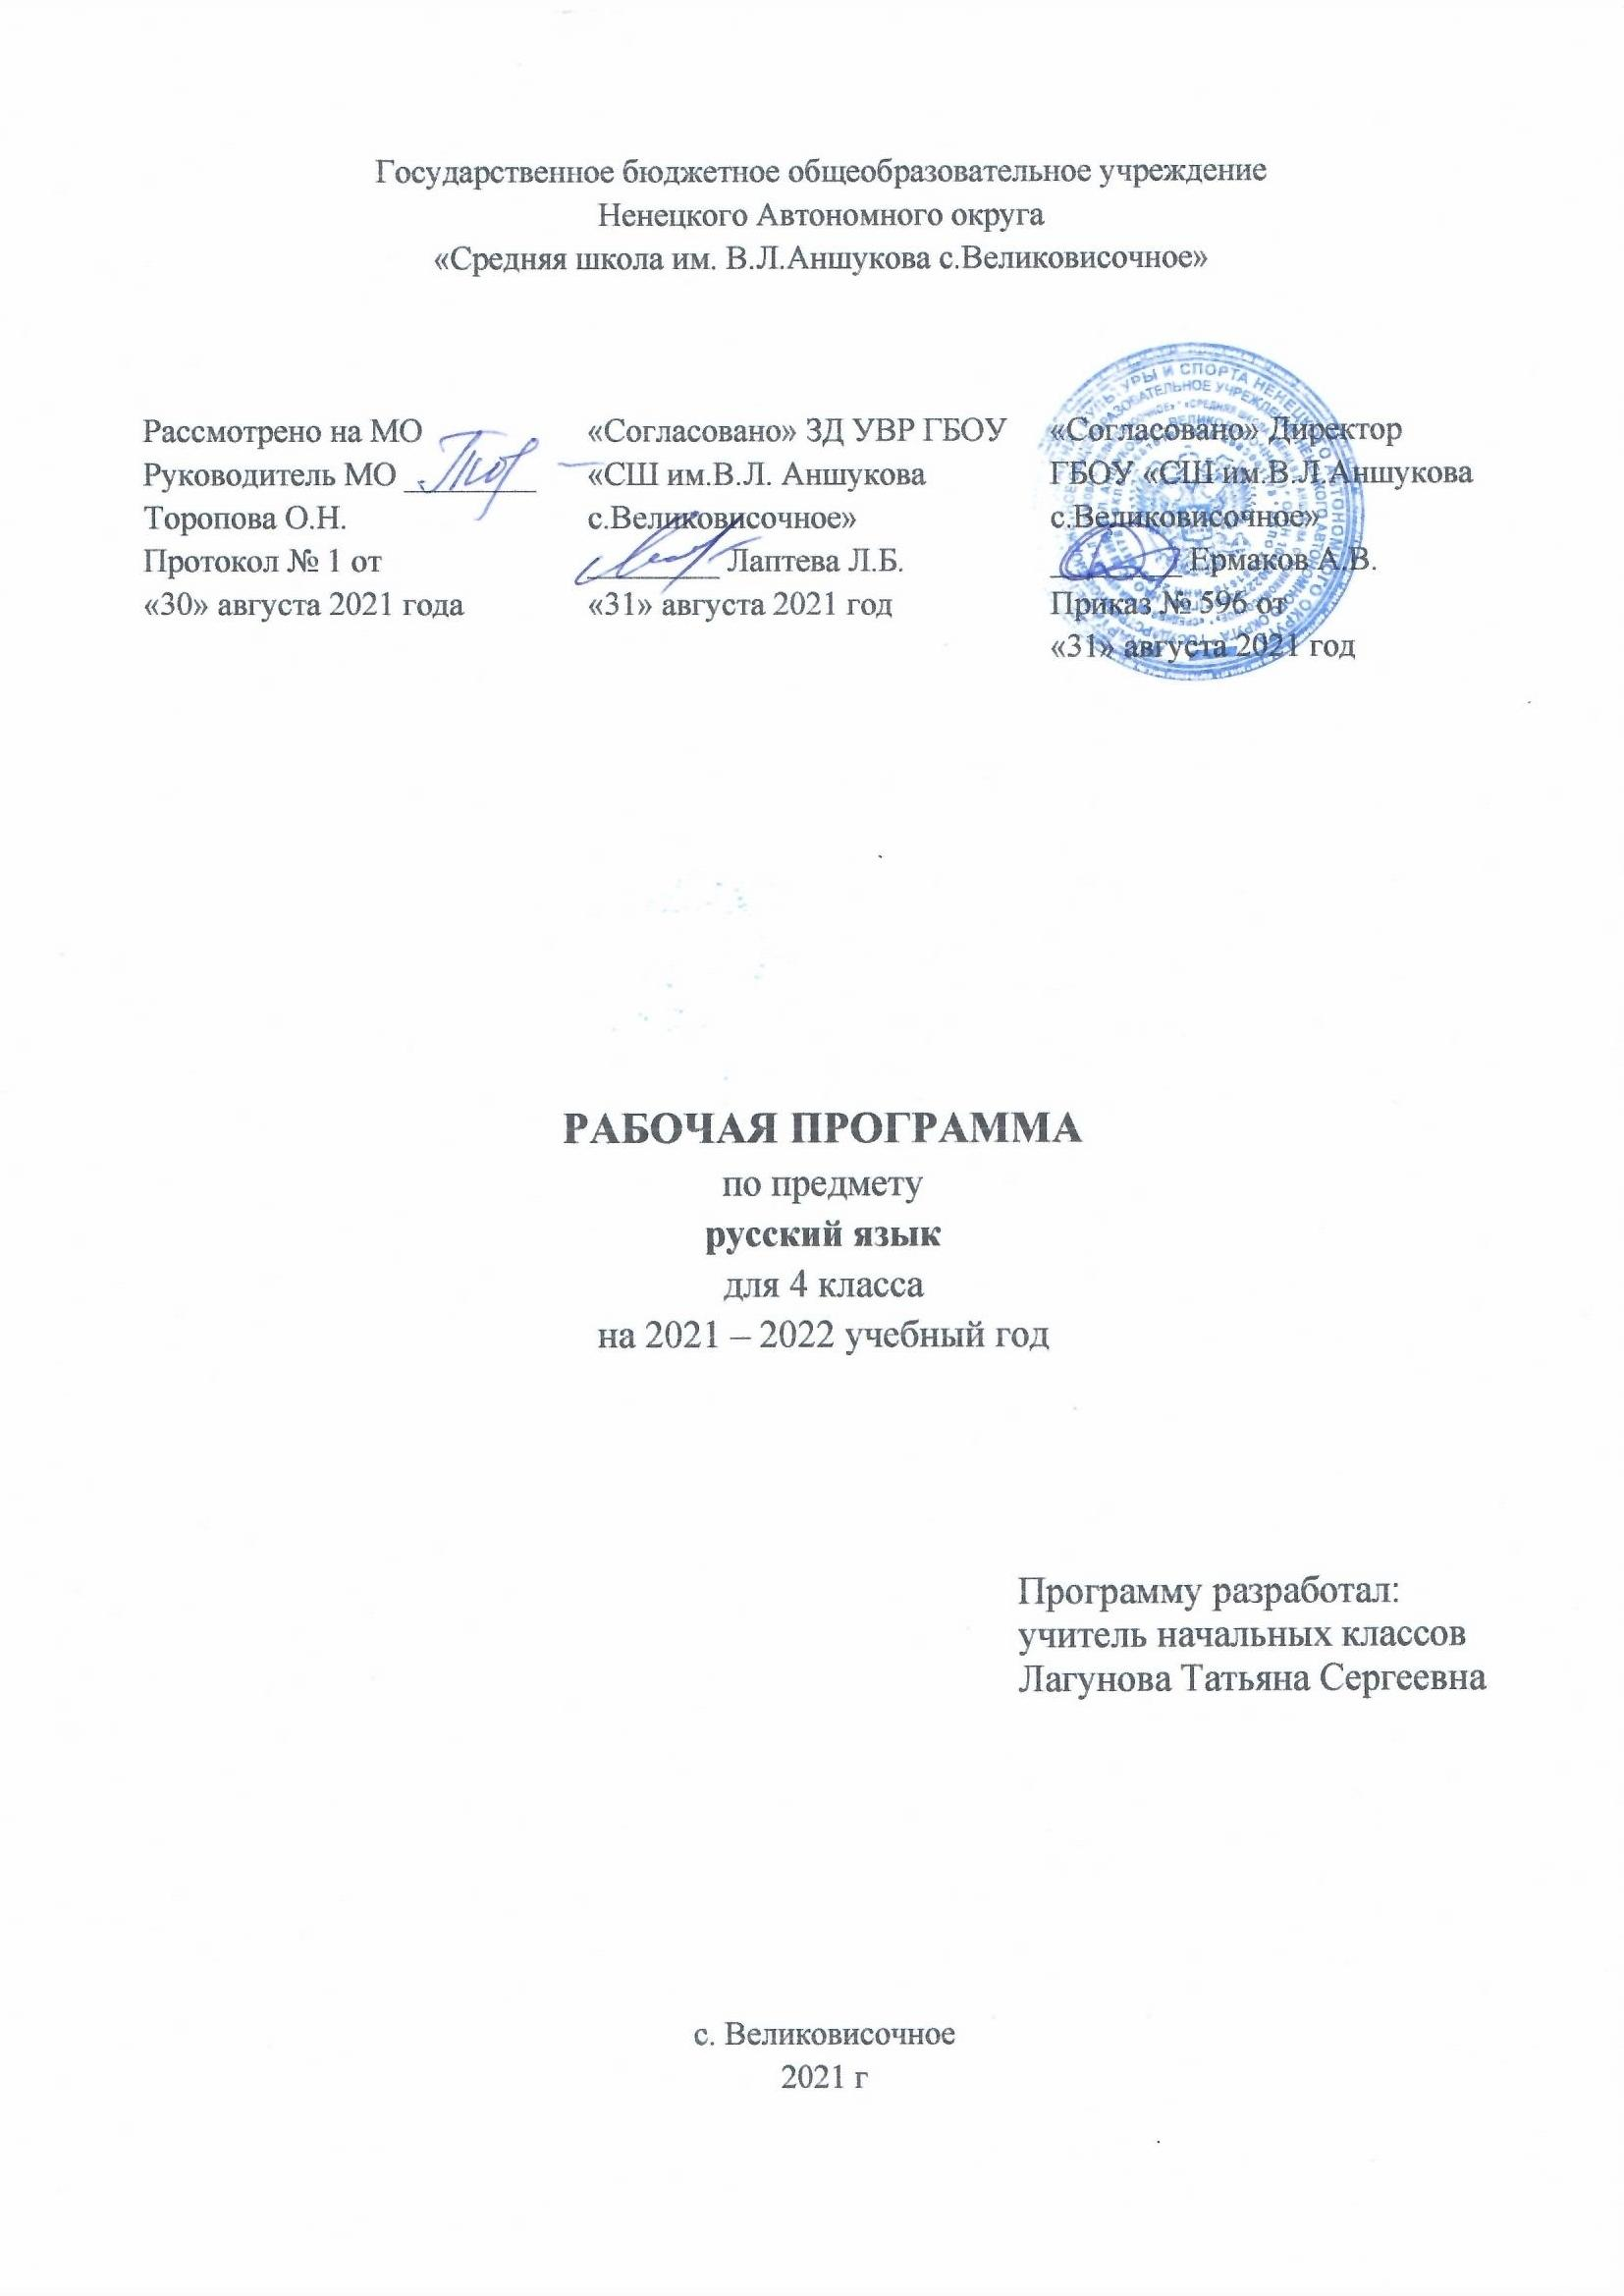 Государственное бюджетное общеобразовательное учреждение
Ненецкого Автономного округа
«Средняя школа им. В.Л.Аншукова с.Великовисочное»
Рассмотрено на МО
Руководитель МО ________
Торопова О.Н.
Протокол № 1 от
«30» августа 2021 года
«Согласовано» ЗД УВР ГБОУ
«СШ им.В.Л. Аншукова
с.Великовисочное»
________ Лаптева Л.Б.
«31» августа 2021 год
«Согласовано» Директор
ГБОУ «СШ им.В.Л.Аншукова
с.Великовисочное»
________ Ермаков А.В.
Приказ № 596 от
«31» августа 2021 год
РАБОЧАЯ ПРОГРАММА
по предмету
русский язык
для 4 класса
на 2021 – 2022 учебный год
Программу разработал:
учитель начальных классов
Лагунова Татьяна Сергеевна
с. Великовисочное
2021 г